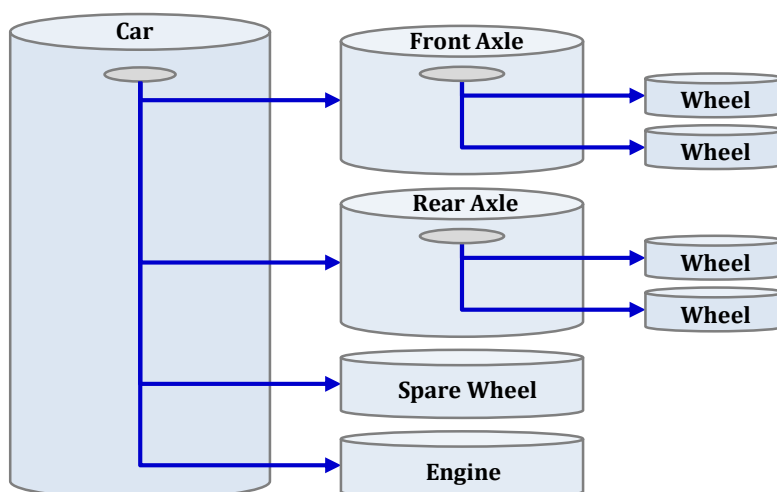 Car
Front Axle
Wheel
Wheel
Rear Axle
Wheel
Wheel
Spare Wheel
Engine